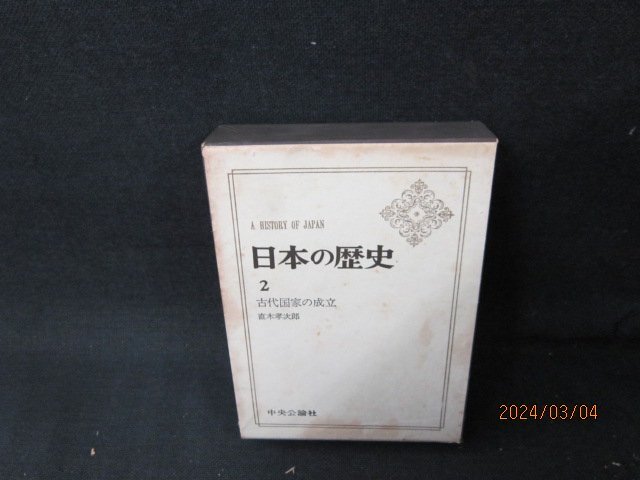 A HISTORY OF JAPAN
日本の歴史
2
古代国家の成立
直木孝次郎
中央公論社
2024/03/04